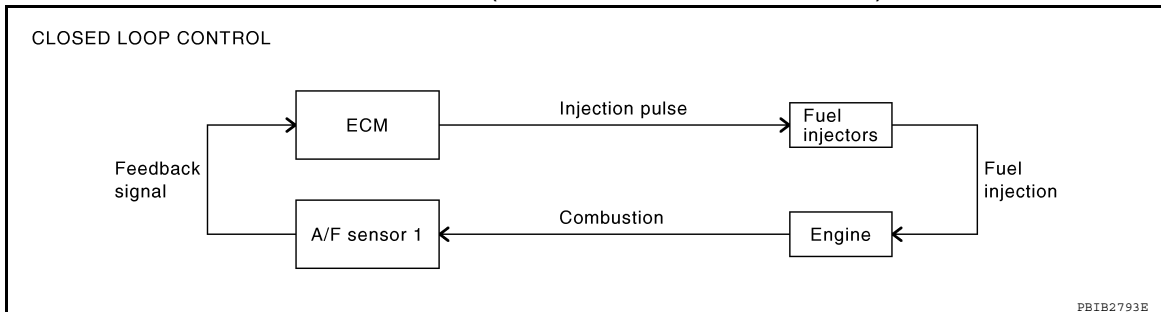 CLOSED LOOP CONTROL
ECM
Injection pulse
Fuel
injectors
Feedback
signal
Fuel
injection
A/F sensor 1
Combustion
Engine
PBIB2793E